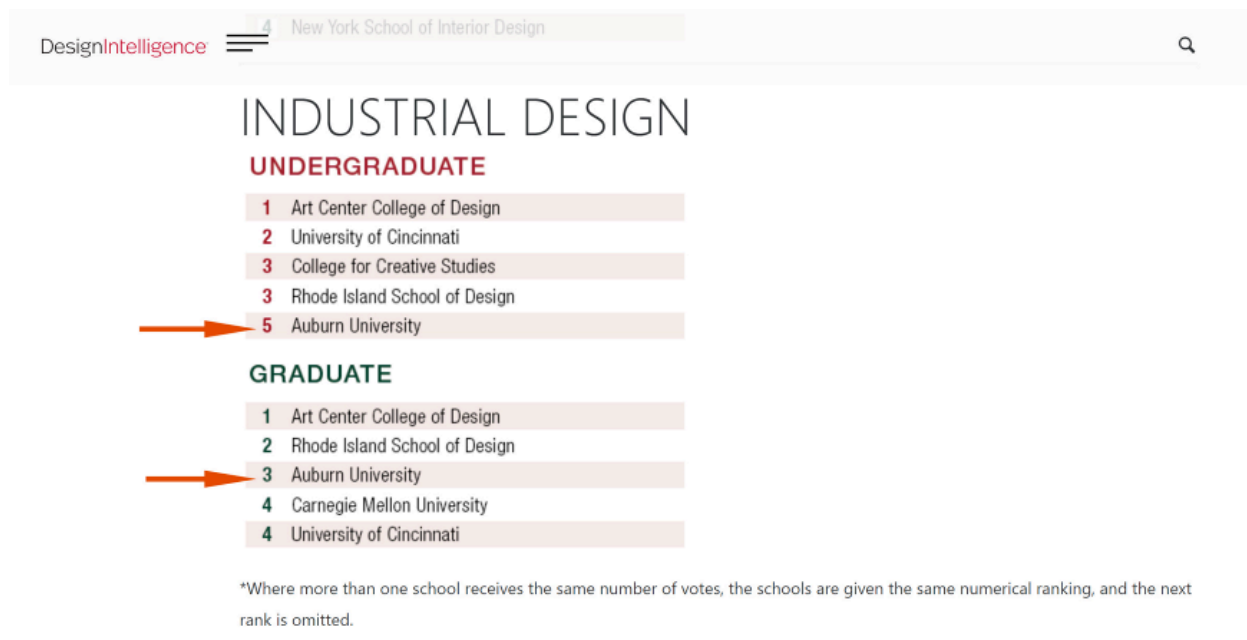 4 New York School of Interior Design
DesignIntelligence
INDUSTRIAL DESIGN
UNDERGRADUATE
1 Art Center College of Design
2 University of Cincinnati
3 College for Creative Studies
3 Rhode Island School of Design
5 Auburn University
GRADUATE
1 Art Center College of Design
2 Rhode Island School of Design
3 Auburn University
4 Carnegie Mellon University
4 University of Cincinnati
*Where more than one school receives the same number of votes, the schools are given the same numerical ranking, and the next
rank is omitted.